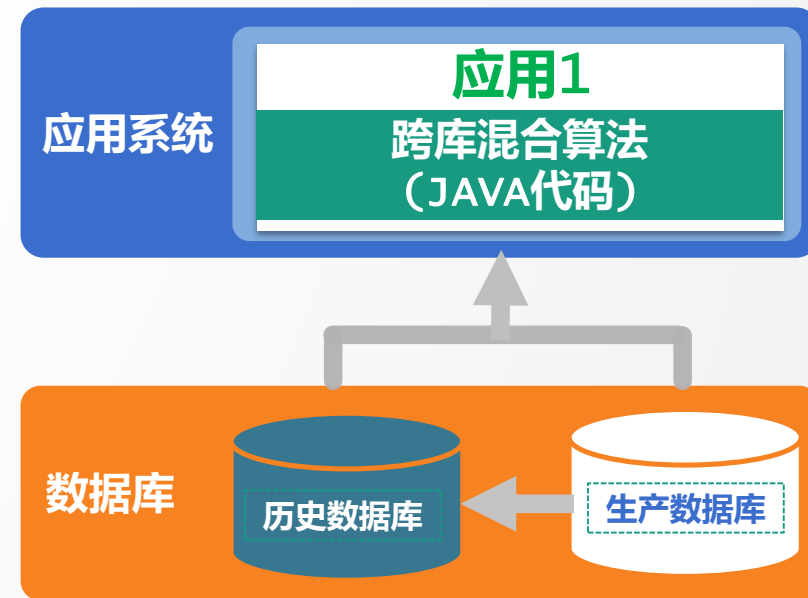 应用系统
应用1
跨库混合算法
（JAVA代码）
数据库
历史数据库
生产数据库